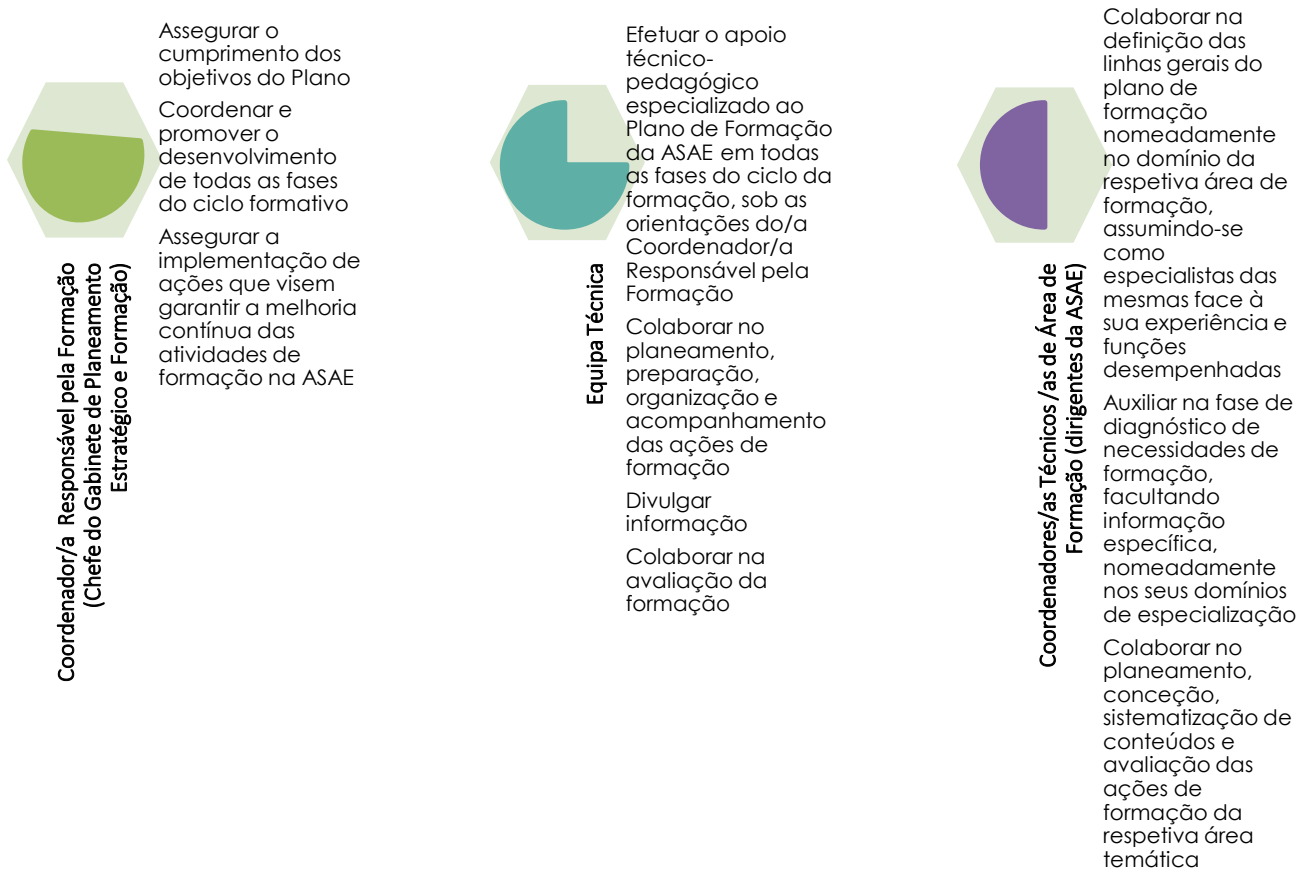 Coordenador/a Responsável pela Formação
(Chefe do Gabinete de Planeamento
Estratégico e Formação)
Assegurar o
cumprimento dos
objetivos do Plano
Coordenar e
promover o
desenvolvimento
de todas as fases
do ciclo formativo
Assegurar a
implementação de
ações que visem
garantir a melhoria
contínua das
atividades de
formação na ASAE
Equipa Técnica
Efetuar o apoio
técnico-
pedagógico
especializado ao
Plano de Formação
da ASAE em todas
as fases do ciclo da
formação, sob as
orientações do/a
Coordenador/a
Responsável pela
Formação
Colaborar no
planeamento,
preparação,
organização e
acompanhamento
das ações de
formação
Divulgar
informação
Colaborar na
avaliação da
formação
Coordenadores/as Técnicos /as de Área de
Formação (dirigentes da ASAE)
Colaborar na
definição das
linhas gerais do
plano de
formação
nomeadamente
no domínio da
respetiva área de
formação,
assumindo-se
como
especialistas das
mesmas face à
sua experiência e
funções
desempenhadas
Auxiliar na fase de
diagnóstico de
necessidades de
formação,
facultando
informação
específica,
nomeadamente
nos seus domínios
de especialização
Colaborar no
planeamento,
conceção,
sistematização de
conteúdos e
avaliação das
ações de
formação da
respetiva área
temática